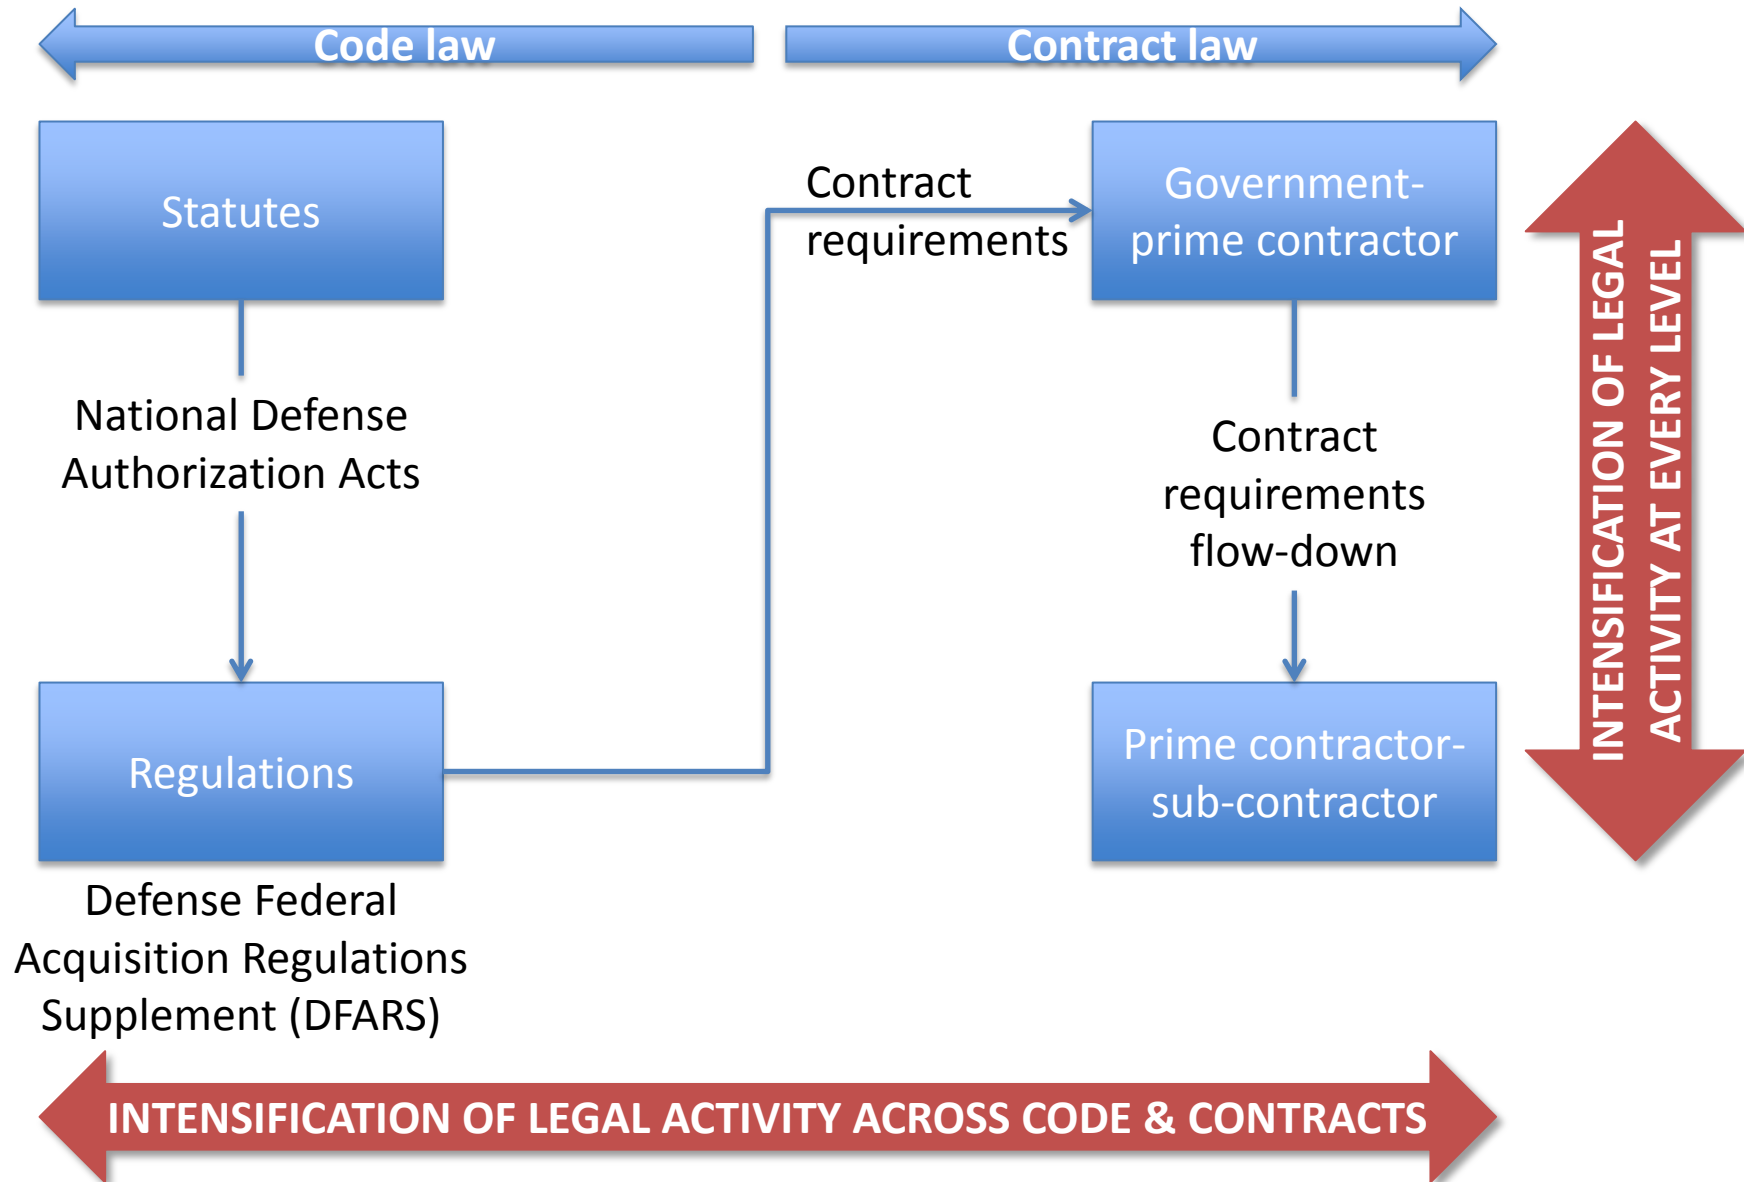 Code law
Contract law
Statutes
National Defense
Authorization Acts
Regulations
Defense Federal
Acquisition Regulations
Supplement (DFARS)
Contract
requirements
Government-
prime contractor
Contract
requirements
flow-down
Prime contractor-
sub-contractor
INTENSIFICATION OF LEGAL
ACTIVITY AT EVERY LEVEL
INTENSIFICATION OF LEGAL ACTIVITY ACROSS CODE & CONTRACTS